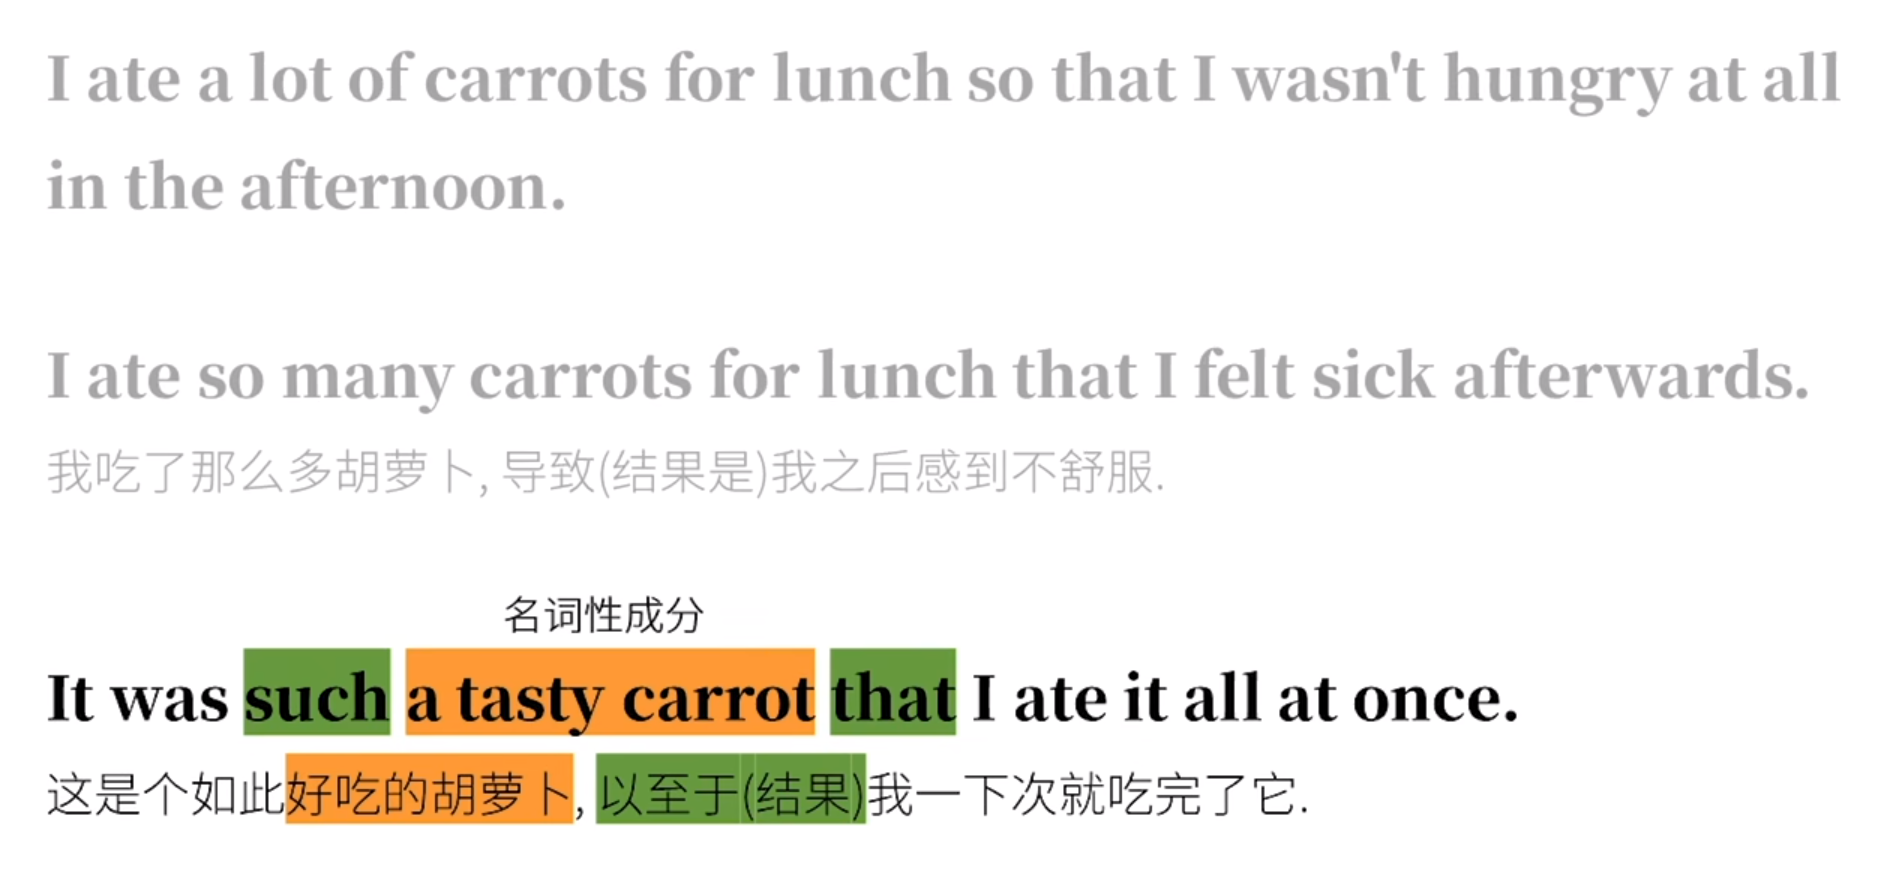 I ate a lot of carrots for lunch so that I wasn't hungry at all
in the afternoon.
I ate so many carrots for lunch that I felt sick afterwards.
我吃了那么多胡萝卜, 导致(结果是)我之后感到不舒服.
名词性成分
It was such a tasty carrot that I ate it all at once.
这是个如此好吃的胡萝卜, 以至于(结果)我一下次就吃完了它.